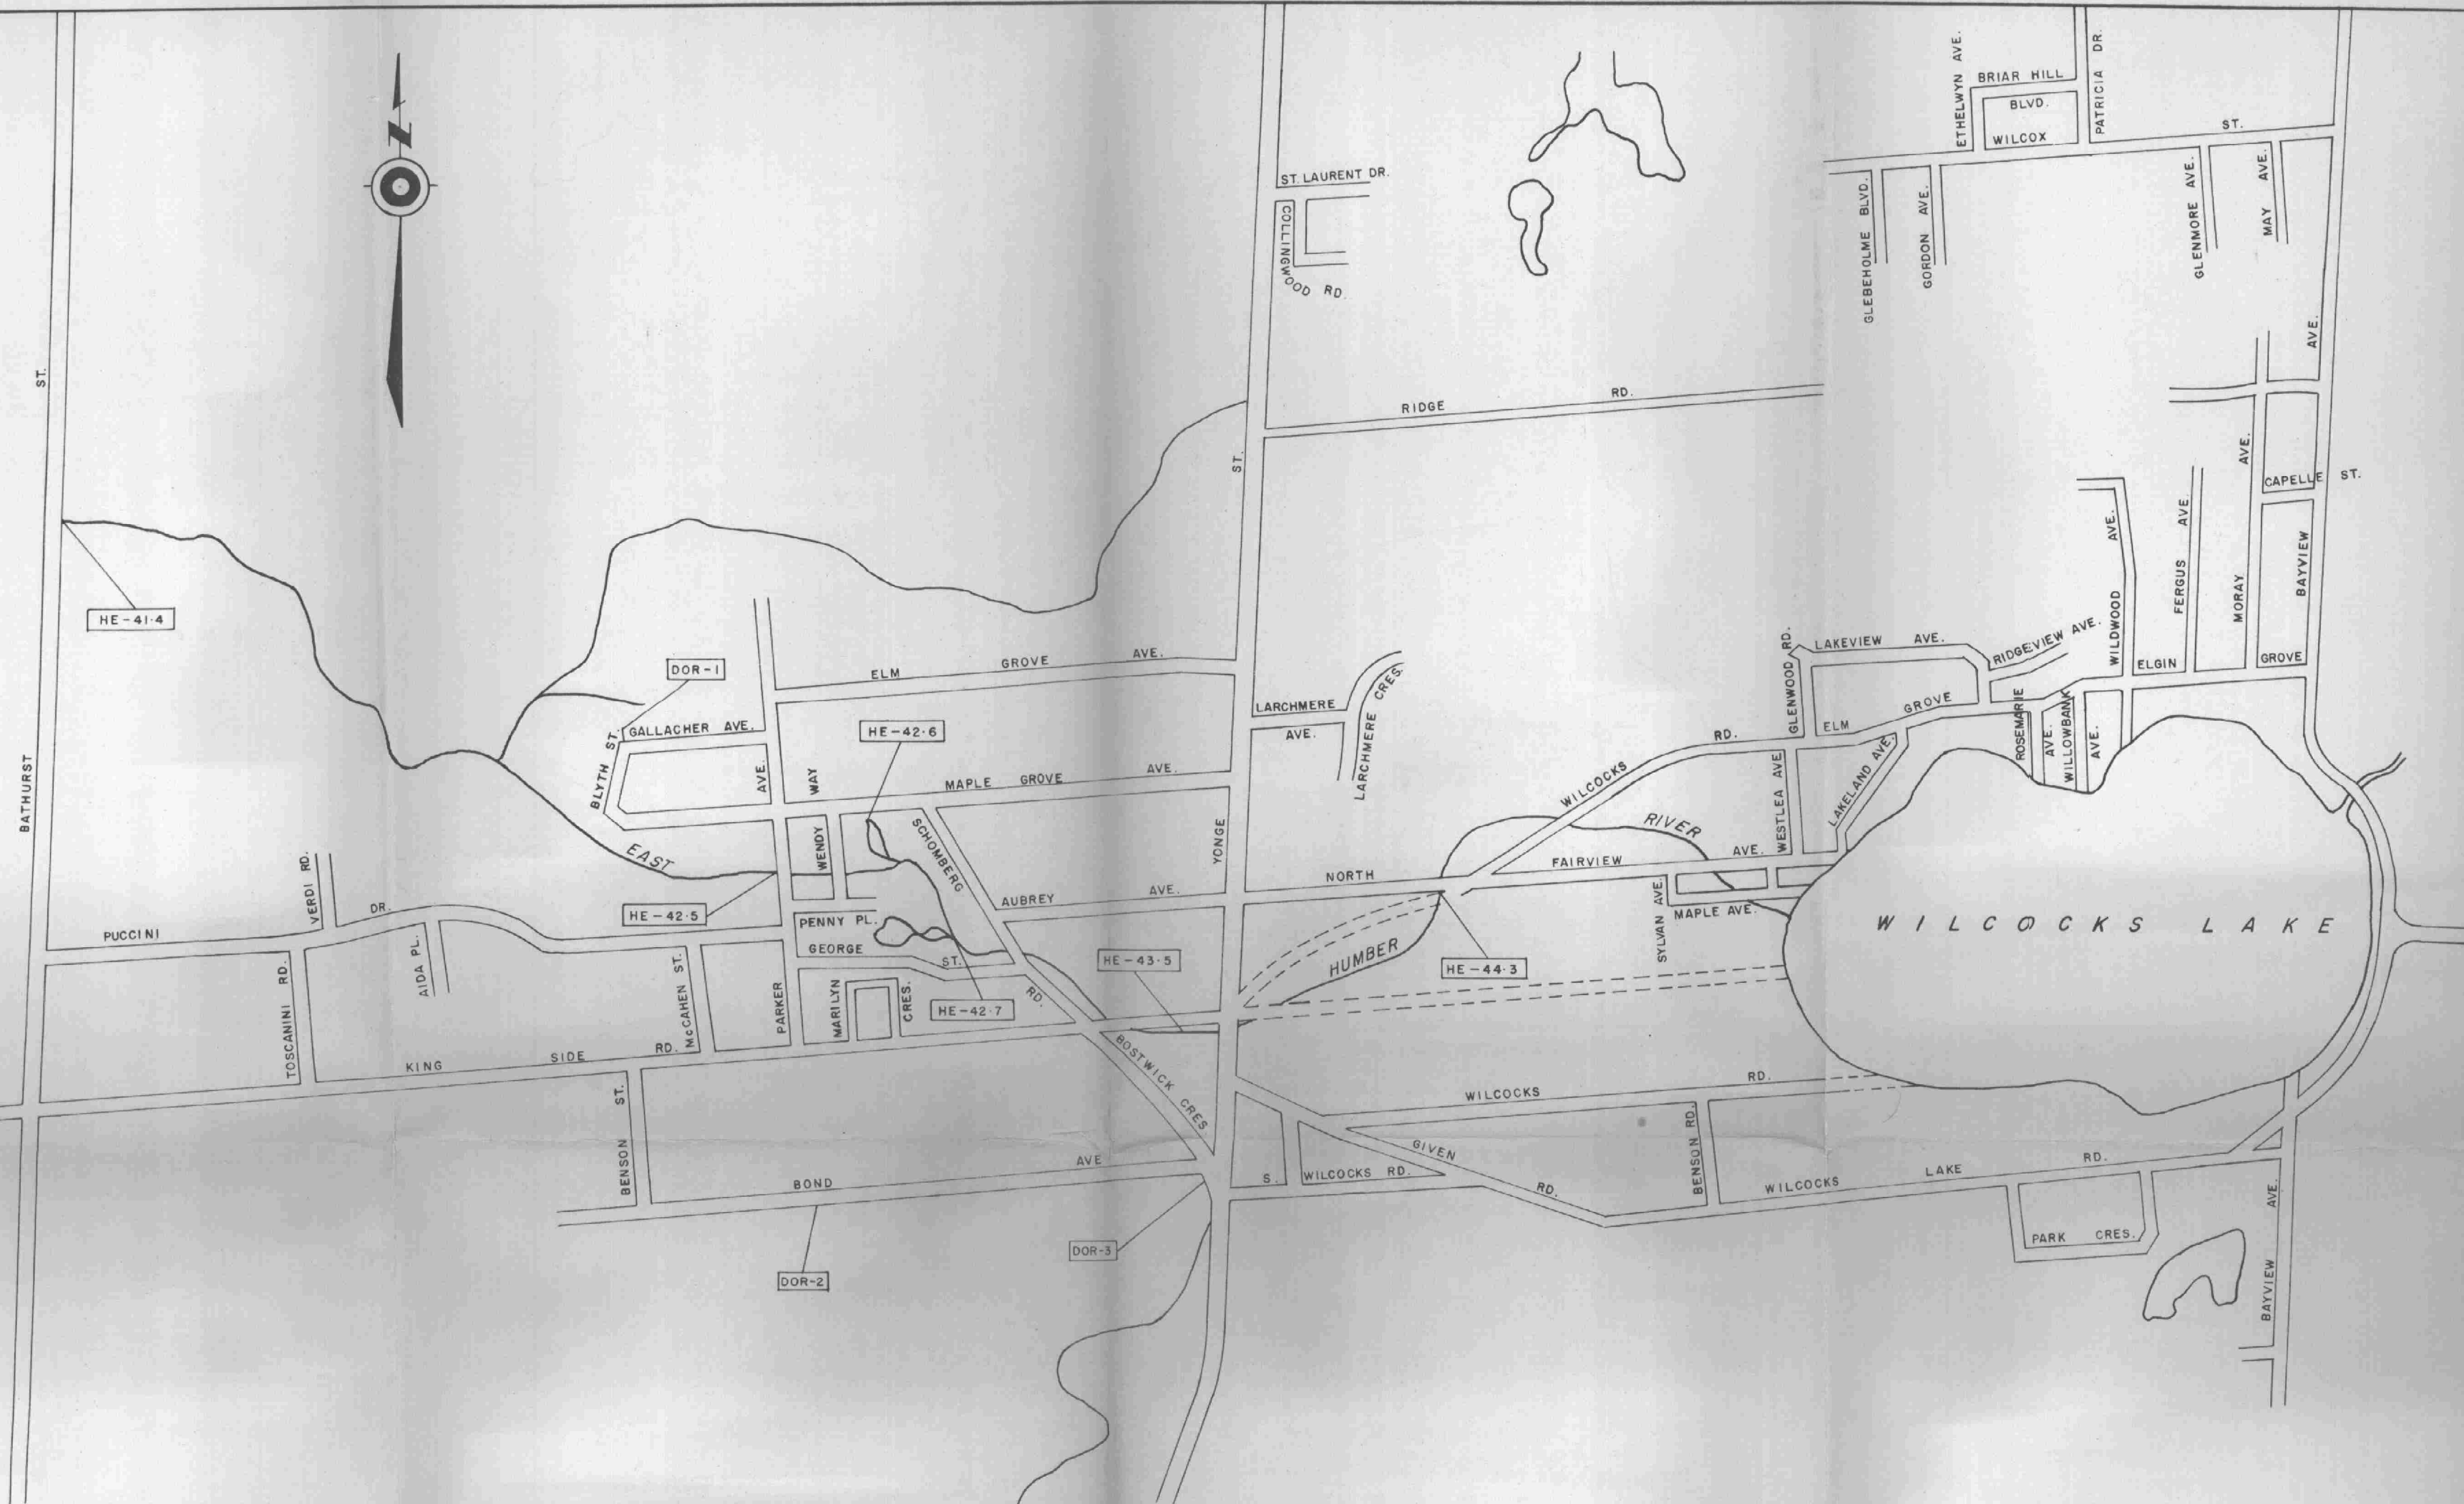 N
ST.
BATHURST
ST. LAURENT DR.
COLLINGWOOD RD.
ETHELWYN AVE.
BRIAR HILL
BLVD.
WILCOX
ST.
PATRICIA DR.
GLEBEHOLME BLVD.
GORDON AVE.
GLENMORE AVE.
MAY AVE.
AVE.
RIDGE RD.
ST.
CAPELLE ST.
WILDWOOD AVE.
FERGUS AVE.
MORAY AVE.
BAYVIEW
HE-41.4
DOR-1
ELM GROVE AVE.
GALLACHER AVE.
BLYTH ST.
AVE.
WAY
HE-42.6
MAPLE GROVE AVE.
LARCHMERE
AVE.
LARCHMERE CRES.
GLENWOOD RD.
LAKEVIEW AVE.
RIDGEVIEW AVE.
ELGIN GROVE
ELM GROVE
ROSEMARIE
AVE.
WILLOWBANK
AVE.
WILCOCKS RD.
WESTLEA AVE
LAKELAND AVE.
RIVER
FAIRVIEW AVE.
NORTH
EAST
WENDY
SCHOMBERG
YONGE
AUBREY AVE.
HE-42.5
PENNY PL.
GEORGE ST.
VERDI RD.
PUCCINI DR.
AIDA PL.
TOSCANINI RD.
McCAHEN ST.
PARKER
MARILYN
CRES.
HE-42.7
RD.
HE-43.5
HUMBER
HE-44.3
SYLVAN AVE.
MAPLE AVE.
WILCOCKS LAKE
KING SIDE RD.
BENSON ST.
BOSTWICK CRES
WILCOCKS RD.
GIVEN RD.
S. WILCOCKS RD.
BENSON RD.
WILCOCKS LAKE RD.
BOND AVE
DOR-2
DOR-3
PARK CRES.
BAYVIEW AVE.